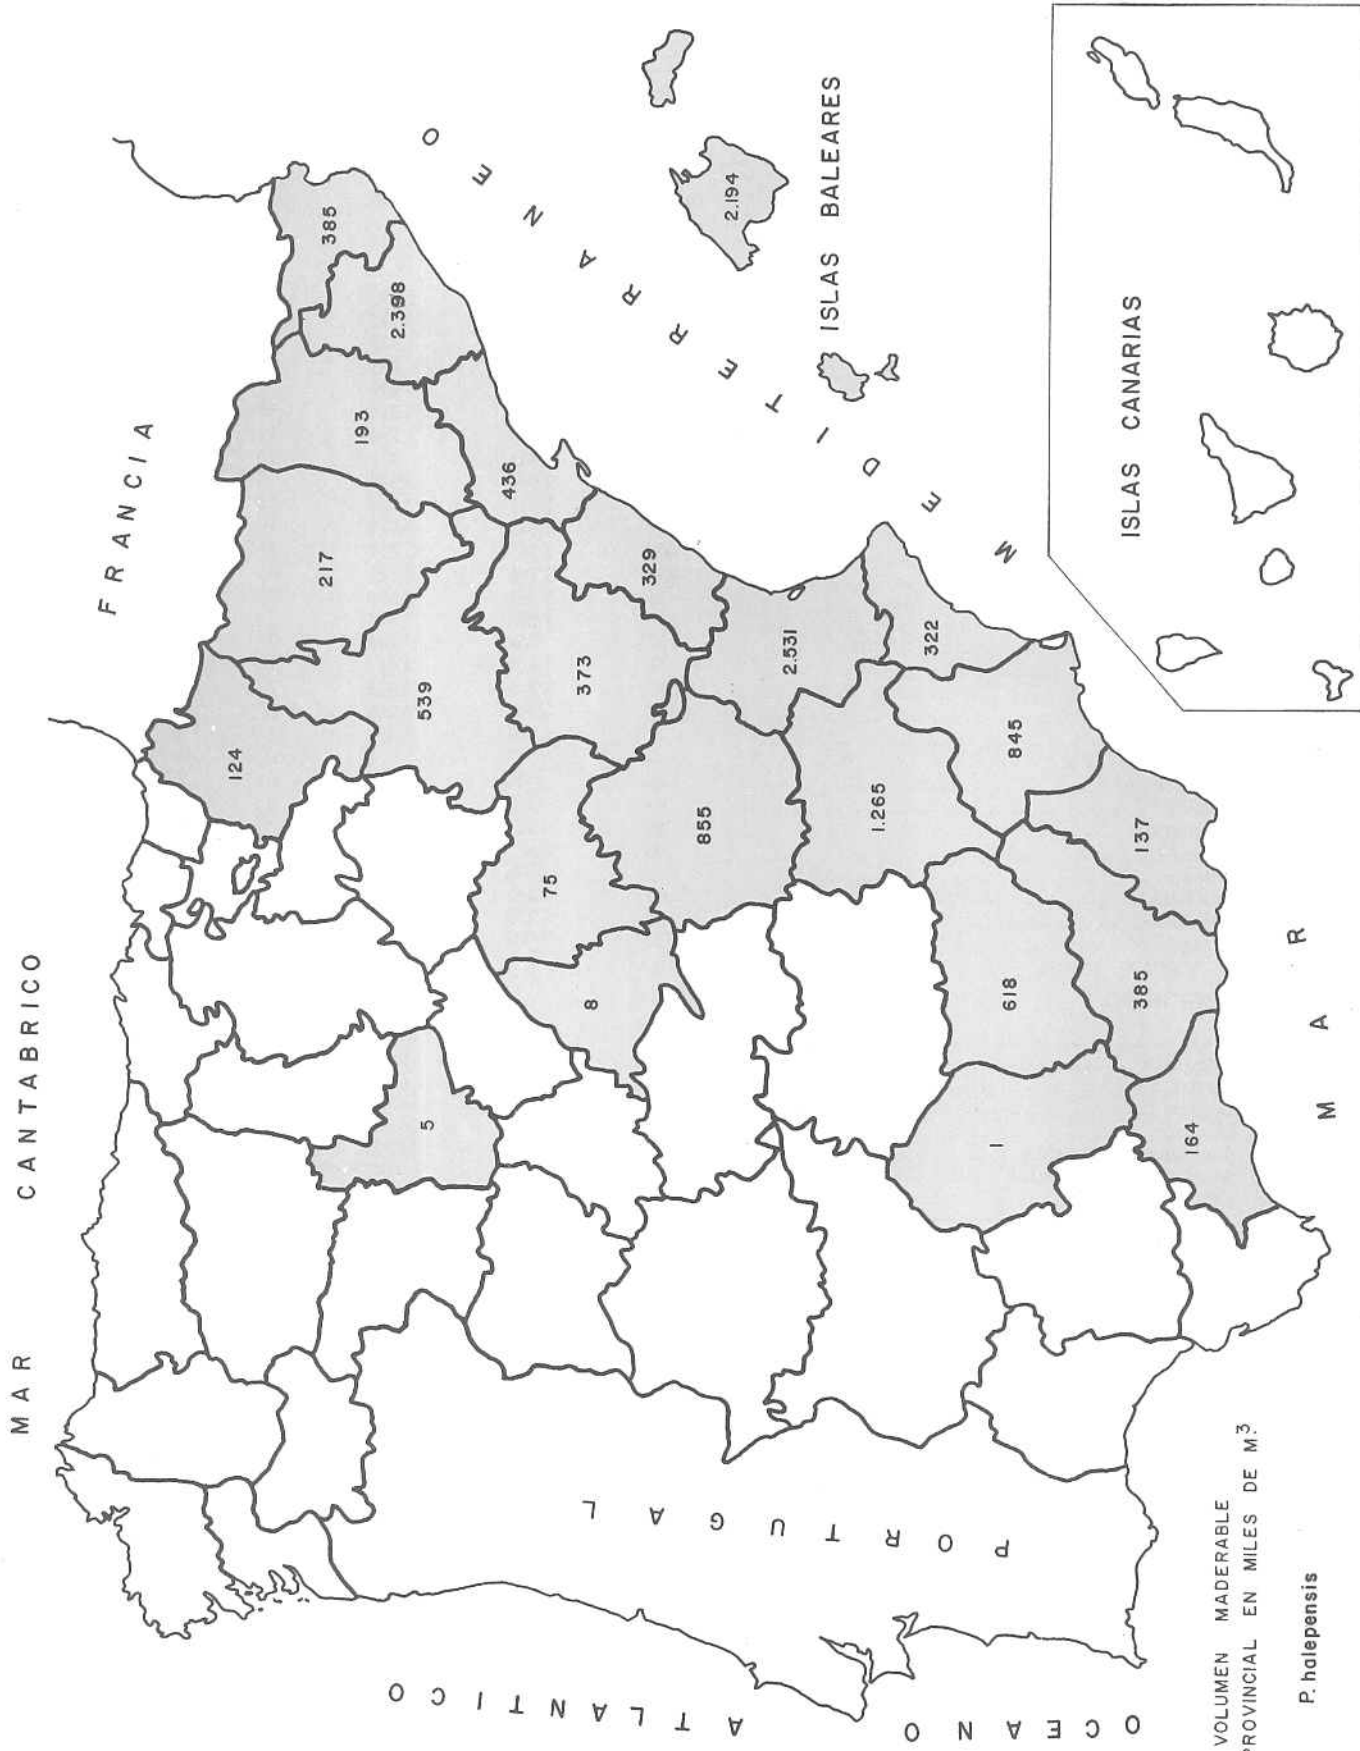 MAR CANTABRICO
FRANCIA
MAR MEDITERRANEO
OCEANO ATLANTICO
PORTUGAL
ISLAS BALEARES
ISLAS CANARIAS
385
2.398
193
217
124
436
539
329
373
2.194
75
8
5
855
2.531
322
1.265
845
618
137
385
1
164
VOLUMEN MADERABLE
PROVINCIAL EN MILES DE M³.
P. halepensis